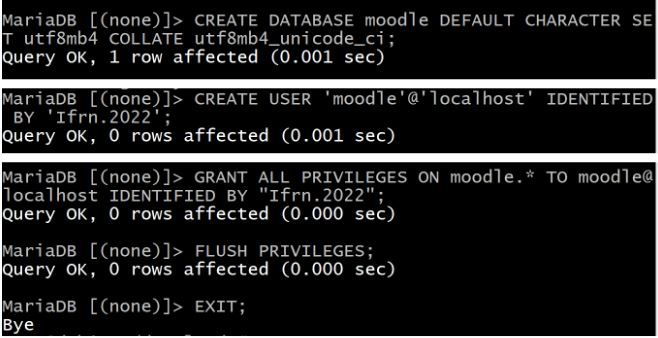 MariaDB [(none)]> CREATE DATABASE moodle DEFAULT CHARACTER SE
T utf8mb4 COLLATE utf8mb4_unicode_ci;
Query OK, 1 row affected (0.001 sec)
MariaDB [(none)]> CREATE USER 'moodle'@'localhost' IDENTIFIED
 BY 'Ifrn.2022';
Query OK, 0 rows affected (0.001 sec)
MariaDB [(none)]> GRANT ALL PRIVILEGES ON moodle.* TO moodle@
localhost IDENTIFIED BY "Ifrn.2022";
Query OK, 0 rows affected (0.000 sec)
MariaDB [(none)]> FLUSH PRIVILEGES;
Query OK, 0 rows affected (0.000 sec)
MariaDB [(none)]> EXIT;
Bye